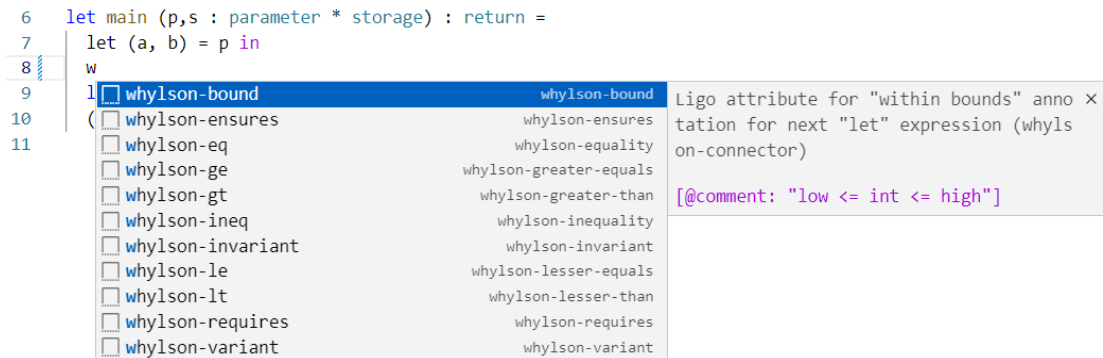 6 let main (p,s : parameter * storage) : return =
7 let (a, b) = p in
8 w
9 l
10 (
11
whylson-bound whylson-bound
whylson-ensures whylson-ensures
whylson-eq whylson-equality
whylson-ge whylson-greater-equals
whylson-gt whylson-greater-than
whylson-ineq whylson-inequality
whylson-invariant whylson-invariant
whylson-le whylson-lesser-equals
whylson-lt whylson-lesser-than
whylson-requires whylson-requires
whylson-variant whylson-variant
Ligo attribute for "within bounds" anno
tation for next "let" expression (whyls
on-connector)
[@comment: "low <= int <= high"]